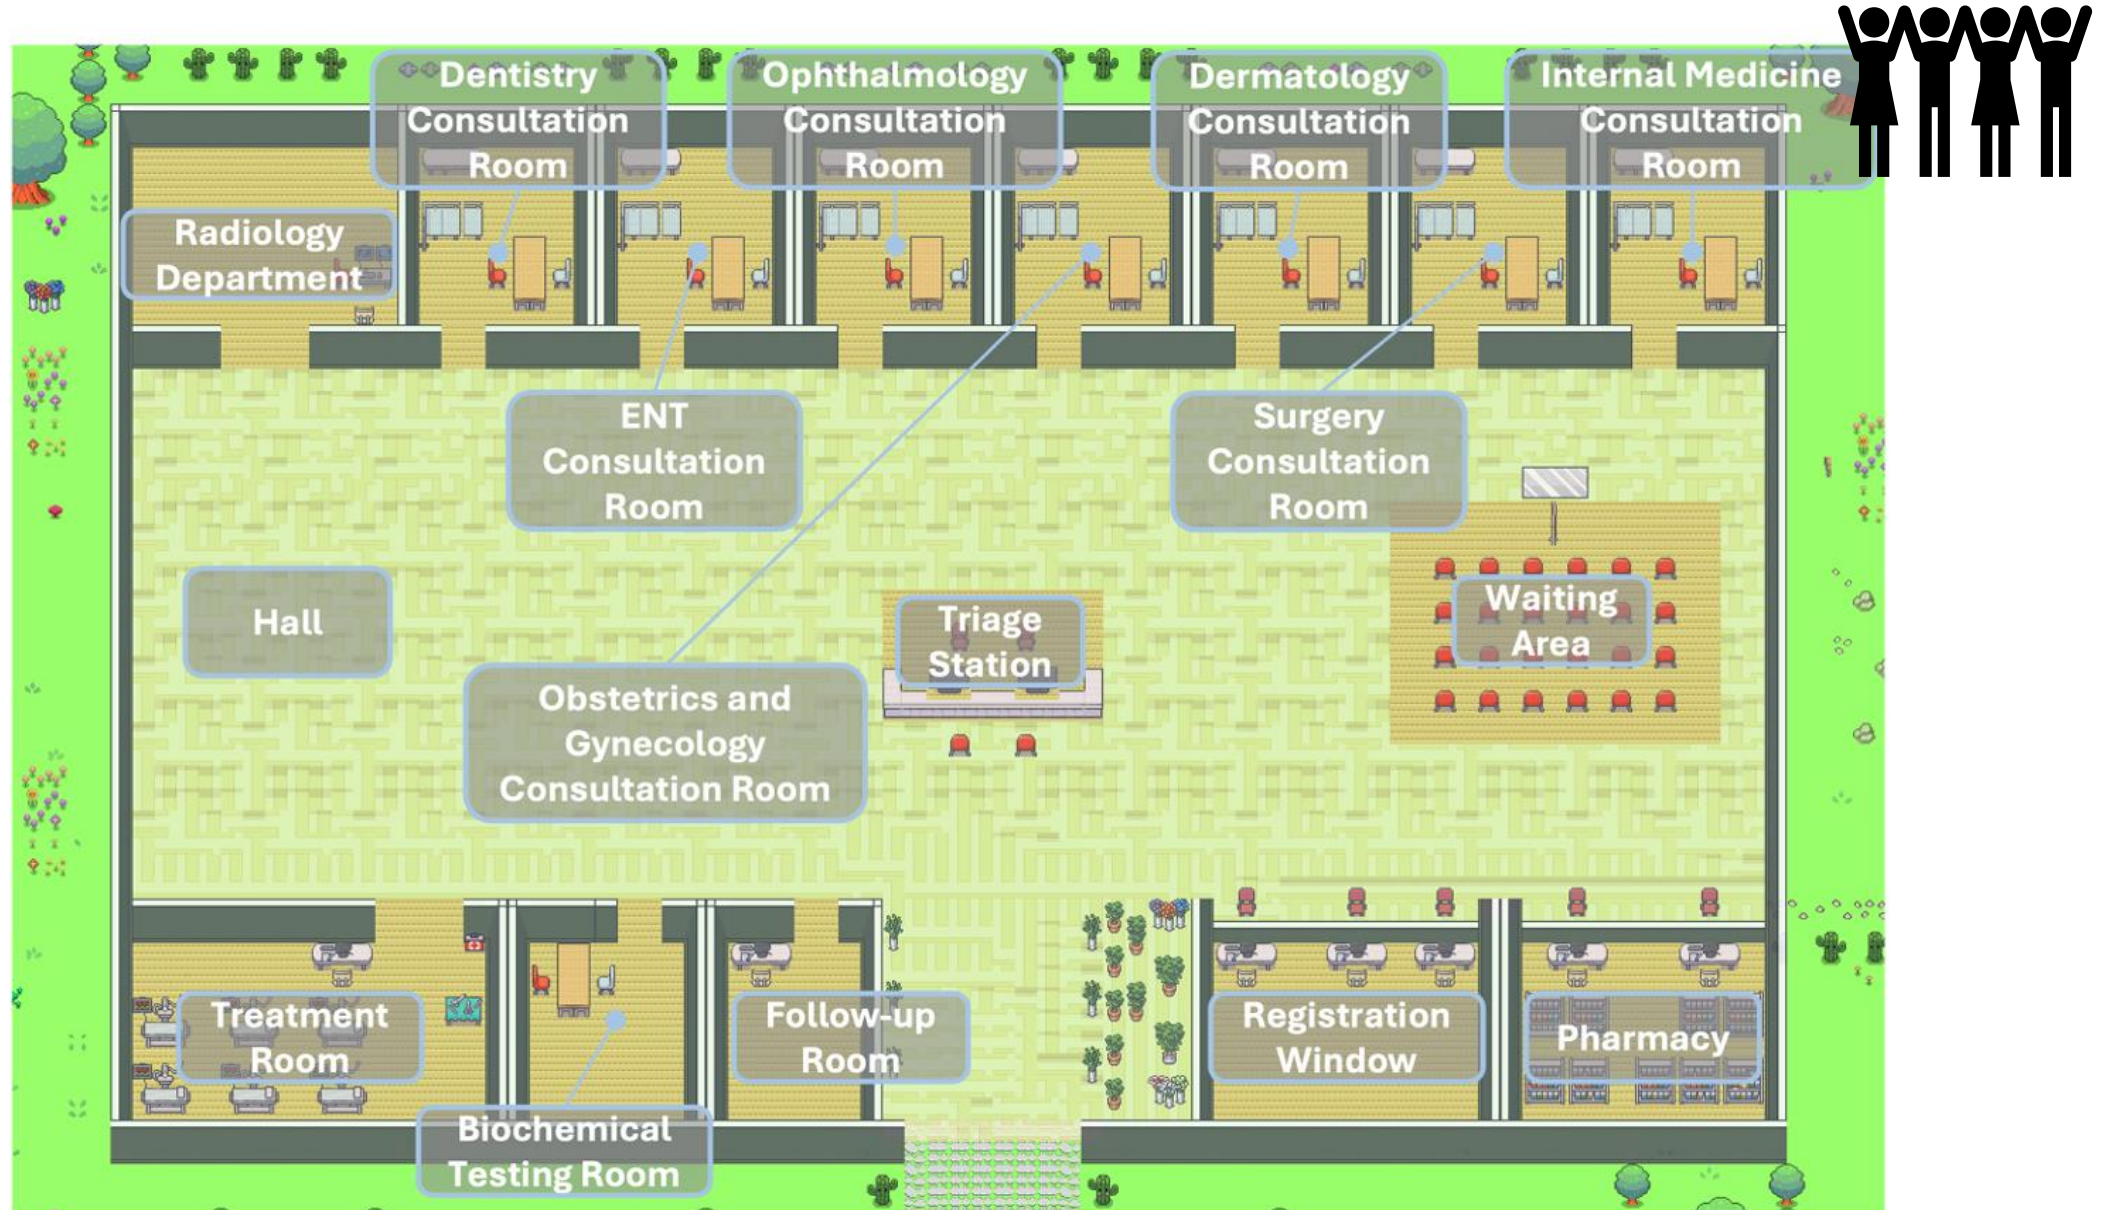 Dentistry
Consultation
Room
Ophthalmology
Consultation
Room
Dermatology
Consultation
Room
Internal Medicine
Consultation
Room
Radiology
Department
ENT
Consultation
Room
Surgery
Consultation
Room
Hall
Triage
Station
Waiting
Area
Obstetrics and
Gynecology
Consultation Room
Treatment
Room
Follow-up
Room
Registration
Window
Pharmacy
Biochemical
Testing Room